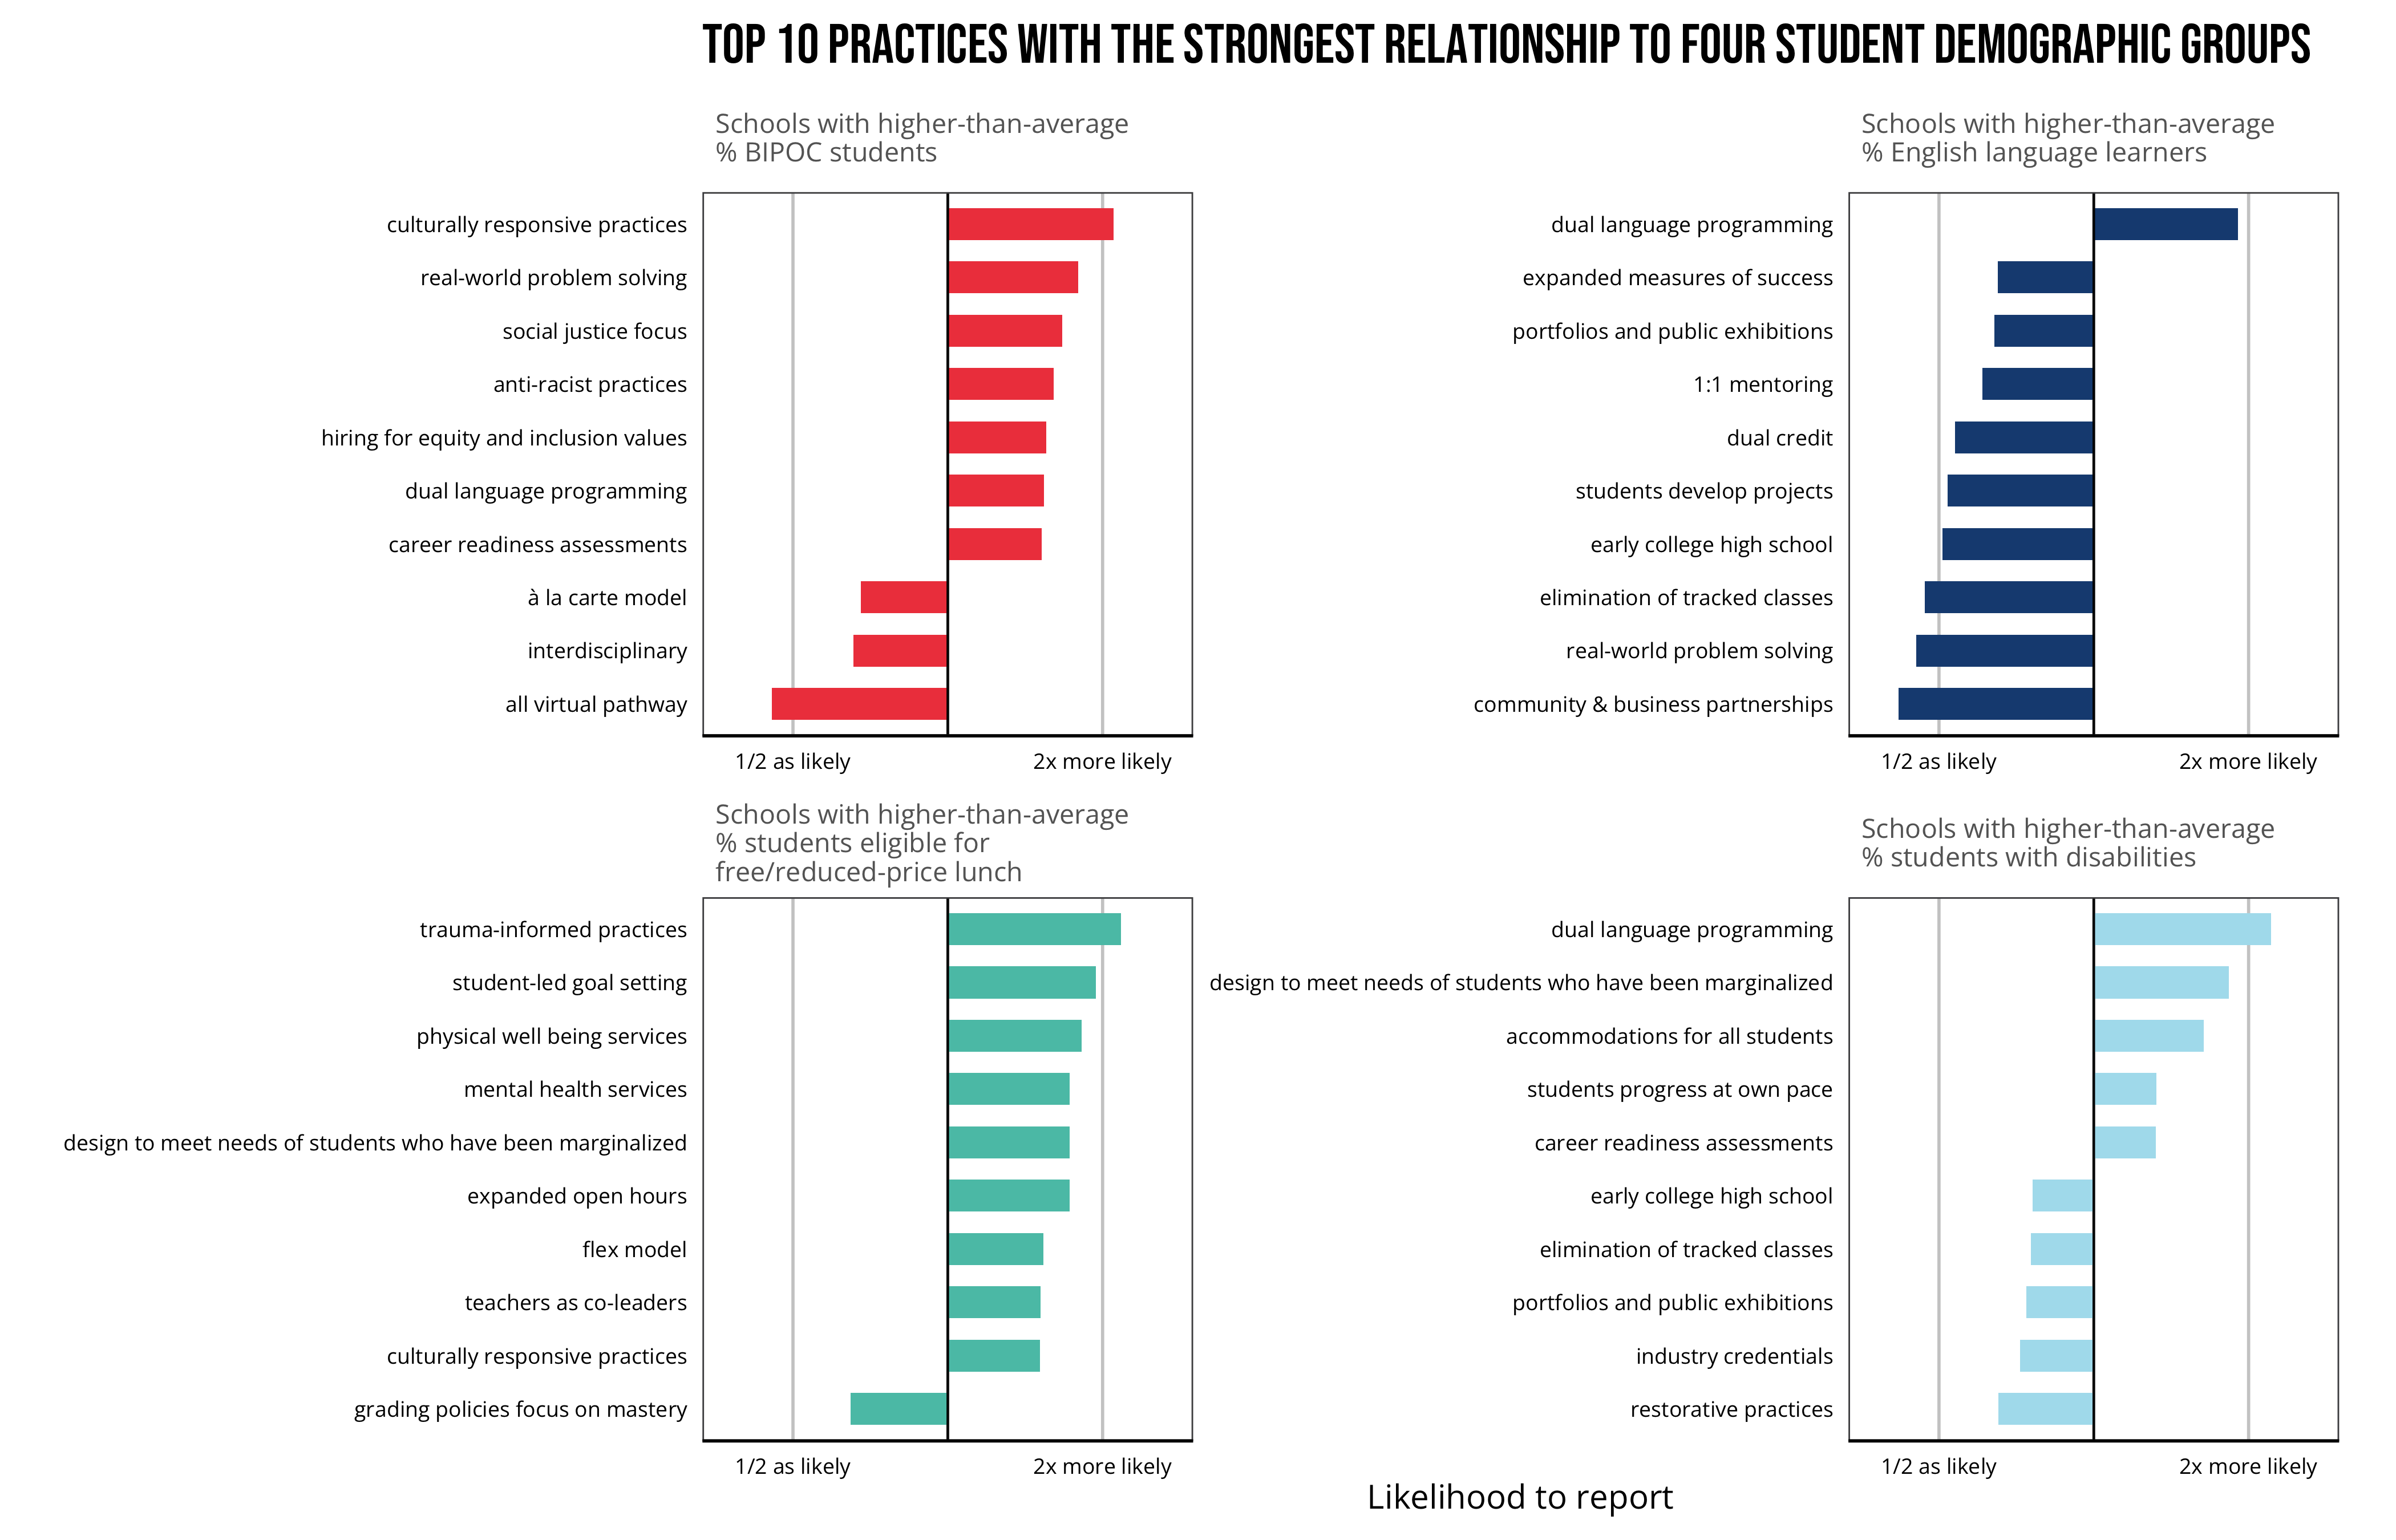 TOP 10 PRACTICES WITH THE STRONGEST RELATIONSHIP TO FOUR STUDENT DEMOGRAPHIC GROUPS
Schools with higher-than-average
% BIPOC students
culturally responsive practices
real-world problem solving
social justice focus
anti-racist practices
hiring for equity and inclusion values
dual language programming
career readiness assessments
à la carte model
interdisciplinary
all virtual pathway
1/2 as likely
2x more likely
Schools with higher-than-average
% English language learners
dual language programming
expanded measures of success
portfolios and public exhibitions
1:1 mentoring
dual credit
students develop projects
early college high school
elimination of tracked classes
real-world problem solving
community & business partnerships
1/2 as likely
2x more likely
Schools with higher-than-average
% students eligible for
free/reduced-price lunch
trauma-informed practices
student-led goal setting
physical well being services
mental health services
design to meet needs of students who have been marginalized
expanded open hours
flex model
teachers as co-leaders
culturally responsive practices
grading policies focus on mastery
1/2 as likely
2x more likely
Schools with higher-than-average
% students with disabilities
dual language programming
design to meet needs of students who have been marginalized
accommodations for all students
students progress at own pace
career readiness assessments
early college high school
elimination of tracked classes
portfolios and public exhibitions
industry credentials
restorative practices
1/2 as likely
2x more likely
Likelihood to report